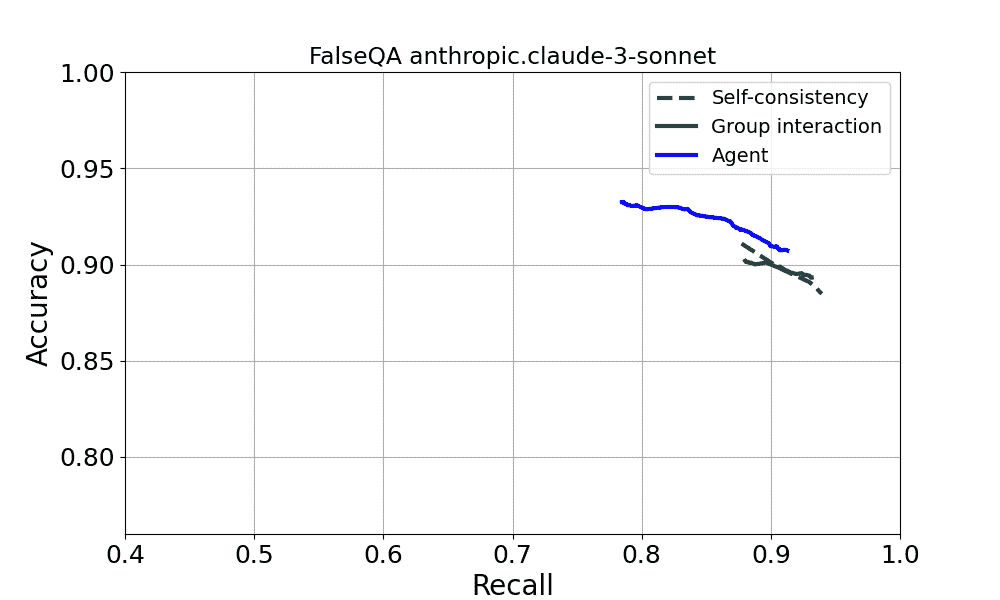 FalseQA anthropic.claude-3-sonnet
1.00
0.95
0.90
0.85
0.80
Accuracy
Self-consistency
Group interaction
Agent
0.4 0.5 0.6 0.7 0.8 0.9 1.0
Recall